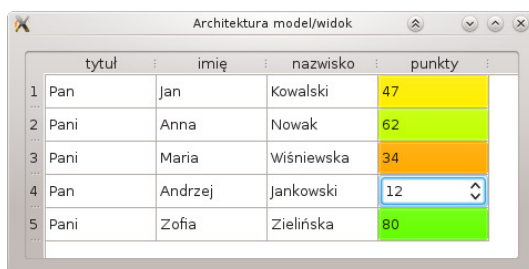 Architektura model/widok
tytuł imię nazwisko punkty
1 Pan Jan Kowalski 47
2 Pani Anna Nowak 62
3 Pani Maria Wiśniewska 34
4 Pan Andrzej Jankowski 12
5 Pani Zofia Zielińska 80